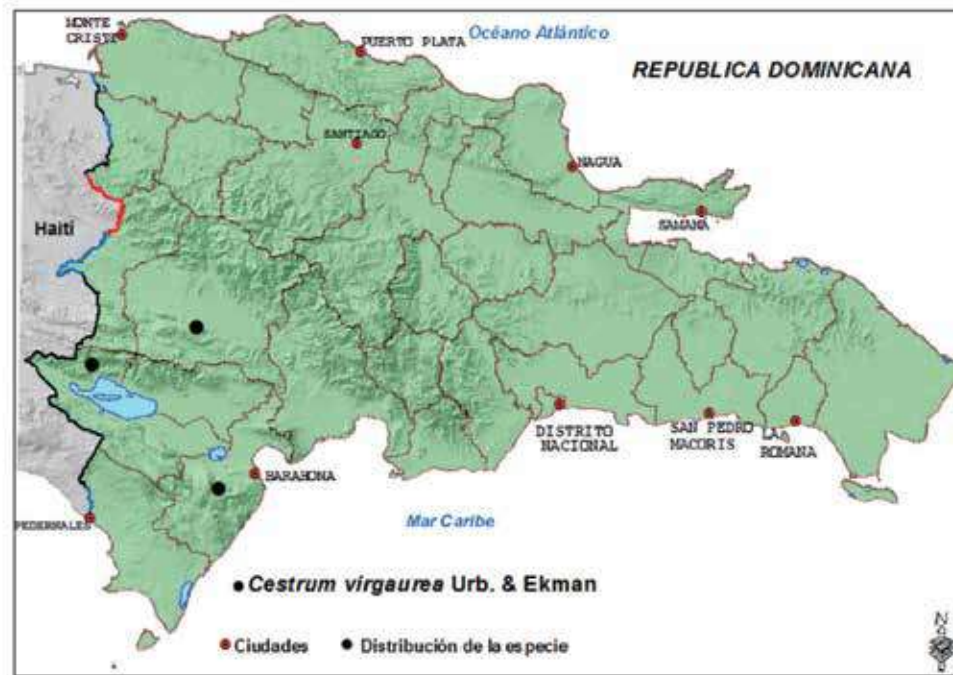 MONTE
CRISTI
PUERTO PLATA
Océano Atlántico
REPUBLICA DOMINICANA
SANTIAGO
NAGUA
SAMANA
Haití
DISTRITO
NACIONAL
SAN PEDRO
MACORIS
LA
ROMANA
BARAHONA
PEDERNALES
Mar Caribe
Cestrum virgaurea Urb. & Ekman
Ciudades
Distribución de la especie
N